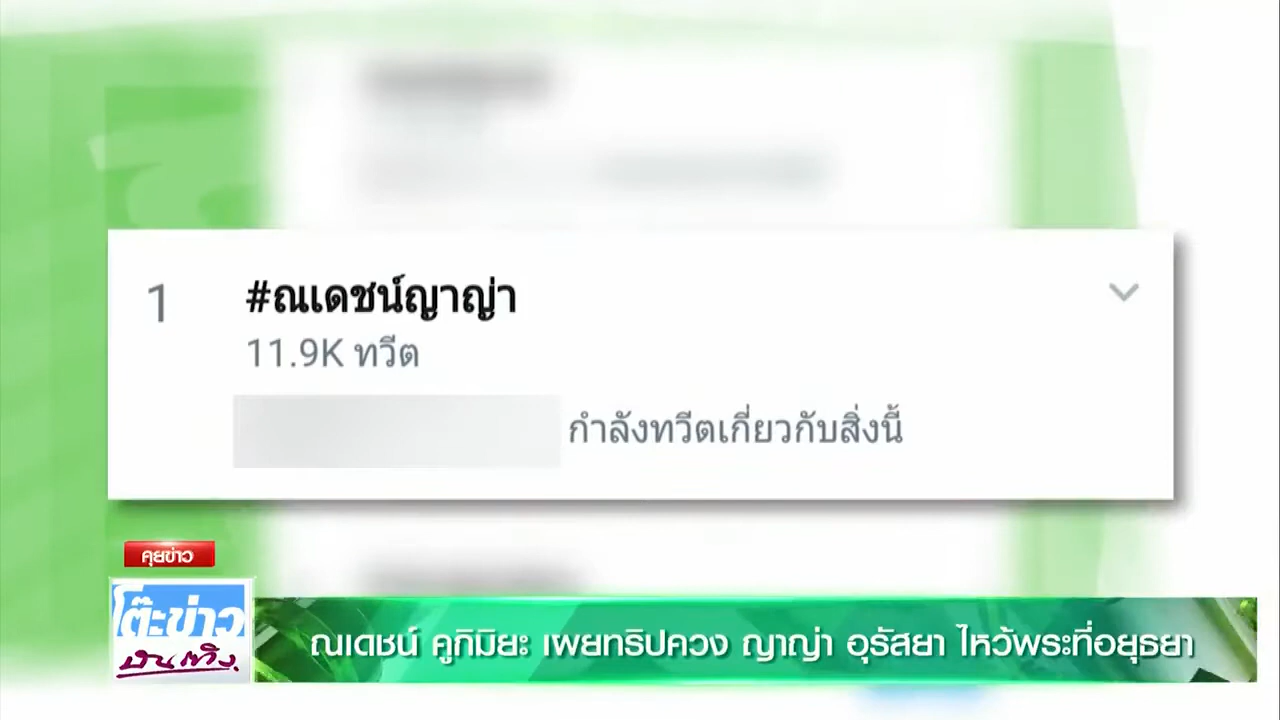 1
#ณเดชน์ญาญ่า
11.9K ทวีต
กำลังทวีตเกี่ยวกับสิ่งนี้
คุยข่าว
โต๊ะข่าว
บันเทิง
ณเดชน์ คูกิมิยะ เผยทริปควง ญาญ่า อุรัสยา ไหว้พระที่อยุธยา